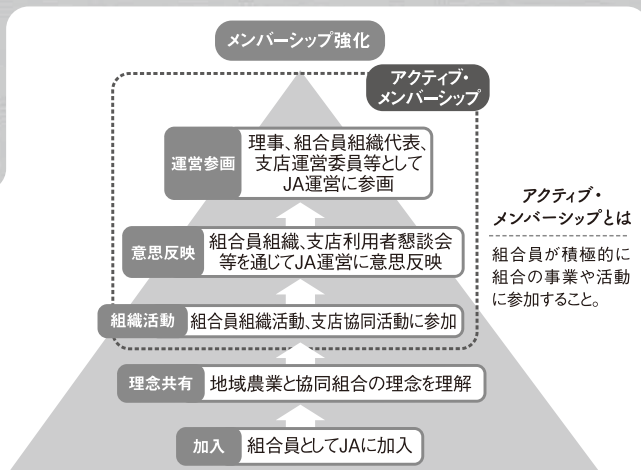 メンバーシップ強化
アクティブ・
メンバーシップ
運営参画
理事、組合員組織代表、
支店運営委員等として
JA運営に参画
意思反映
組合員組織、支店利用者懇談会
等を通じてJA運営に意思反映
組織活動
組合員組織活動、支店協同活動に参加
理念共有
地域農業と協同組合の理念を理解
加入
組合員としてJAに加入
アクティブ・
メンバーシップとは
組合員が積極的に
組合の事業や活動
に参加すること。